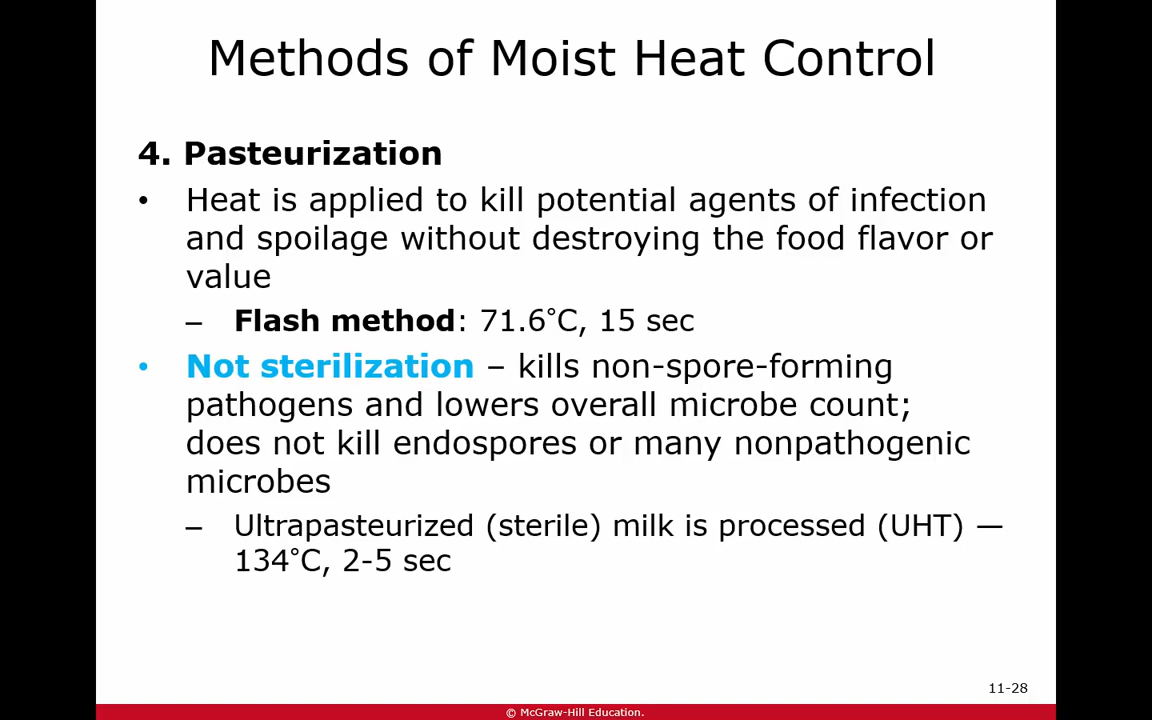 Methods of Moist Heat Control
4. Pasteurization
• Heat is applied to kill potential agents of infection
and spoilage without destroying the food flavor or
value
– Flash method: 71.6°C, 15 sec
• Not sterilization – kills non-spore-forming
pathogens and lowers overall microbe count;
does not kill endospores or many nonpathogenic
microbes
– Ultrapasteurized (sterile) milk is processed (UHT) —
134°C, 2-5 sec
11-28
© McGraw-Hill Education.